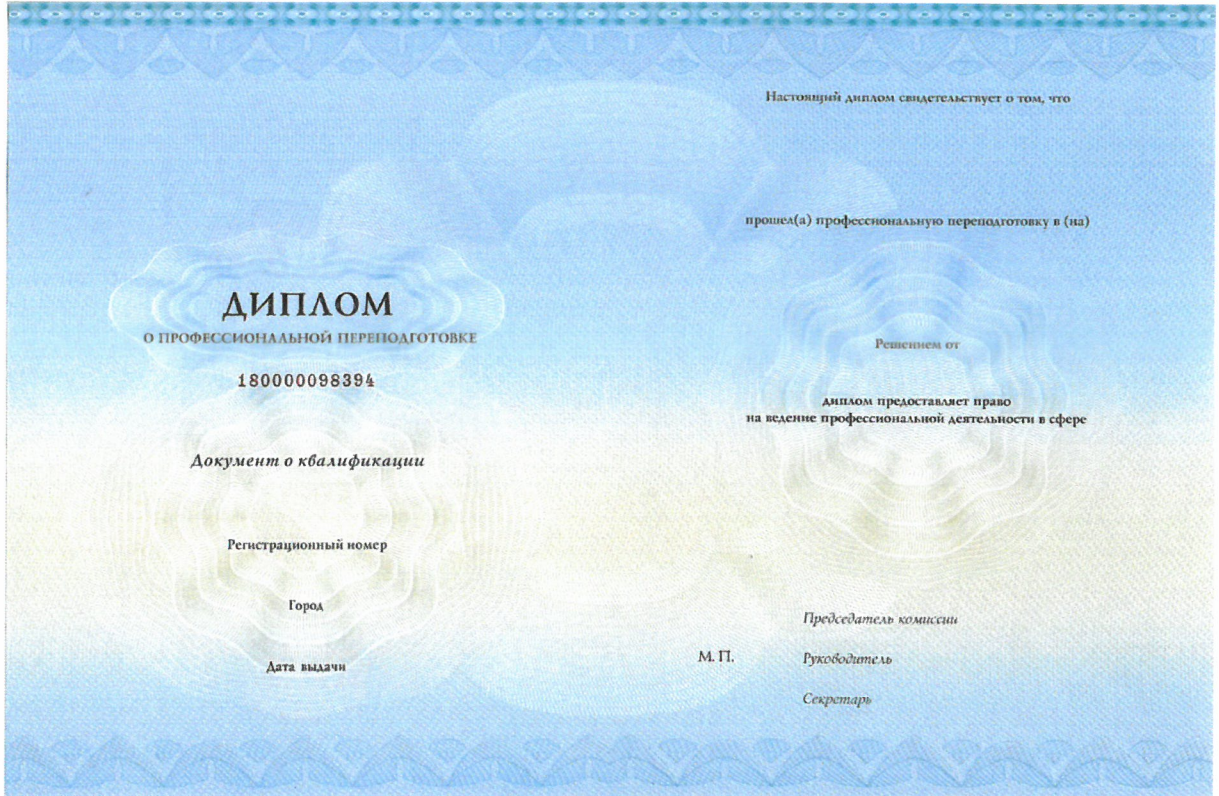 ДИПЛОМ
О ПРОФЕССИОНАЛЬНОЙ ПЕРЕПОДГОТОВКЕ
180000098394
Документ о квалификации
Регистрационный номер
Город
Дата выдачи
Настоящий диплом свидетельствует о том, что
прошел(а) профессиональную переподготовку в (на)
Решением от
диплом предоставляет право
на ведение профессиональной деятельности в сфере
Председатель комиссии
М. П.
Руководитель
Секретарь